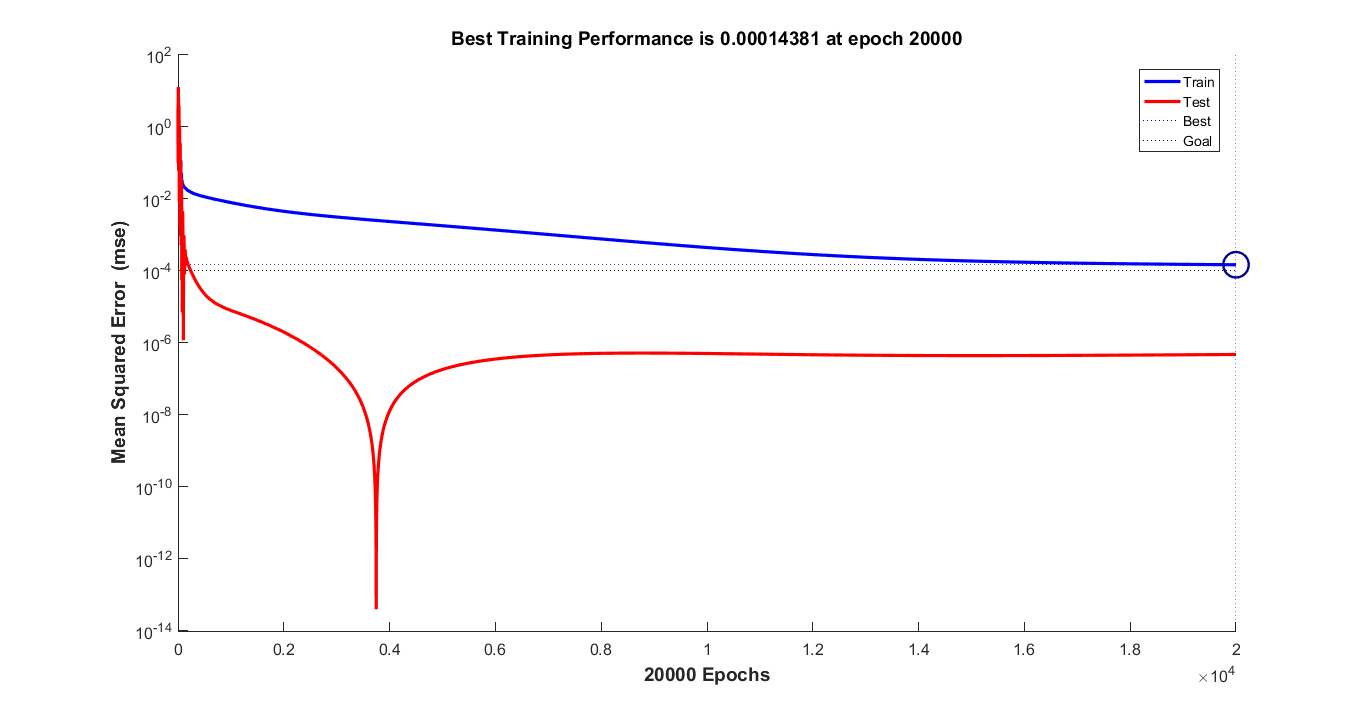 Best Training Performance is 0.00014381 at epoch 20000
Train
Test
Best
Goal
Mean Squared Error (mse)
10^2
10^0
10^-2
10^-4
10^-6
10^-8
10^-10
10^-12
10^-14
0 0.2 0.4 0.6 0.8 1 1.2 1.4 1.6 1.8 2
×10^4
20000 Epochs